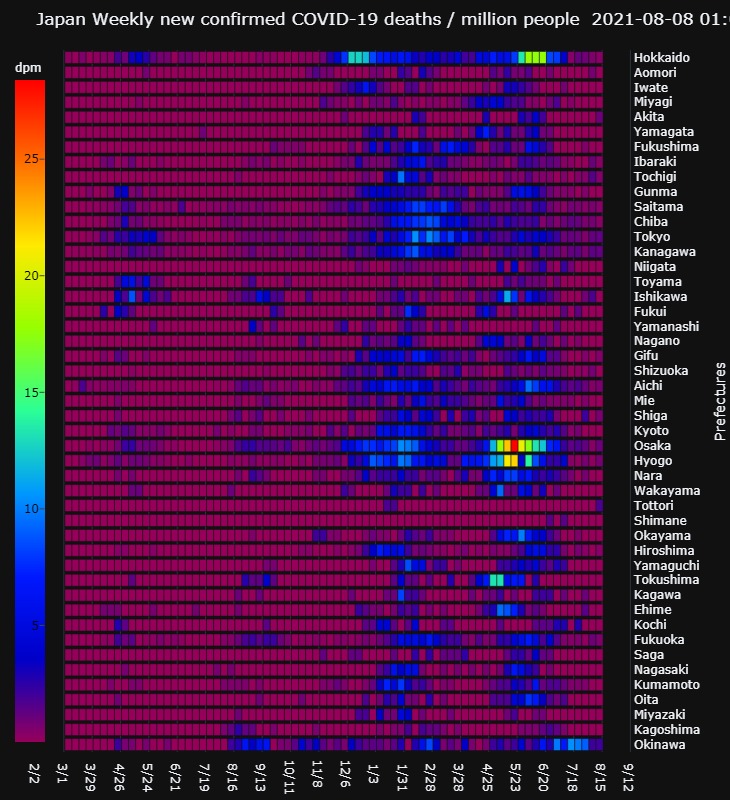 Japan Weekly new confirmed COVID-19 deaths / million people 2021-08-08 01:
dpm
25
20
15
10
5
Hokkaido
Aomori
Iwate
Miyagi
Akita
Yamagata
Fukushima
Ibaraki
Tochigi
Gunma
Saitama
Chiba
Tokyo
Kanagawa
Niigata
Toyama
Ishikawa
Fukui
Yamanashi
Nagano
Gifu
Shizuoka
Aichi
Mie
Shiga
Kyoto
Osaka
Hyogo
Nara
Wakayama
Tottori
Shimane
Okayama
Hiroshima
Yamaguchi
Tokushima
Kagawa
Ehime
Kochi
Fukuoka
Saga
Nagasaki
Kumamoto
Oita
Miyazaki
Kagoshima
Okinawa
Prefectures
2/2
3/1
3/29
4/26
5/24
6/21
7/19
8/16
9/13
10/11
11/8
12/6
1/3
1/31
2/28
3/28
4/25
5/23
6/20
7/18
8/15
9/12